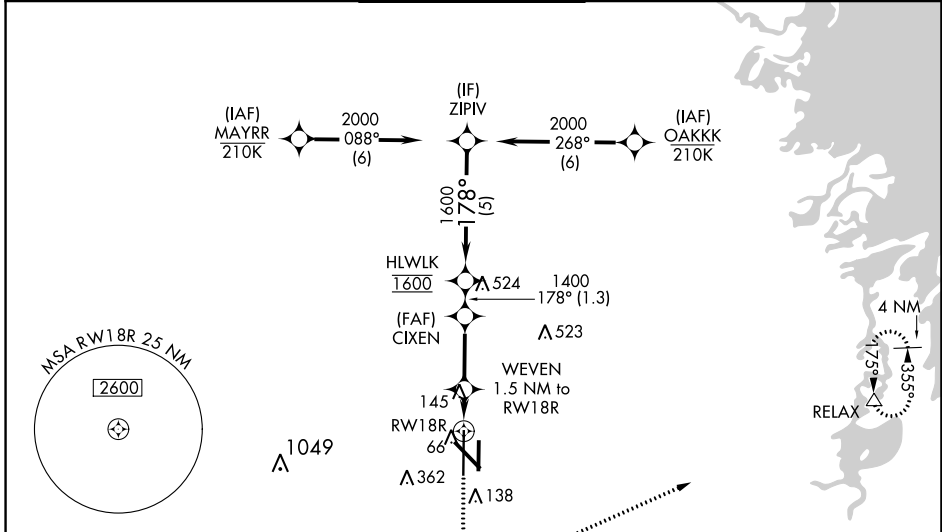 (IF)
ZIPIV
(IAF)
MAYRR
210K
2000
088°
(6)
2000
268°
(6)
(IAF)
OAKKK
210K
1600
178°
(5)
HLWLK
1600
524
1400
178° (1.3)
(FAF)
CIXEN
523
4 NM
175°
355°
RELAX
MSA RW18R 25 NM
2600
WEVEN
1.5 NM to
RW18R
145
RW18R
66
1049
362
138